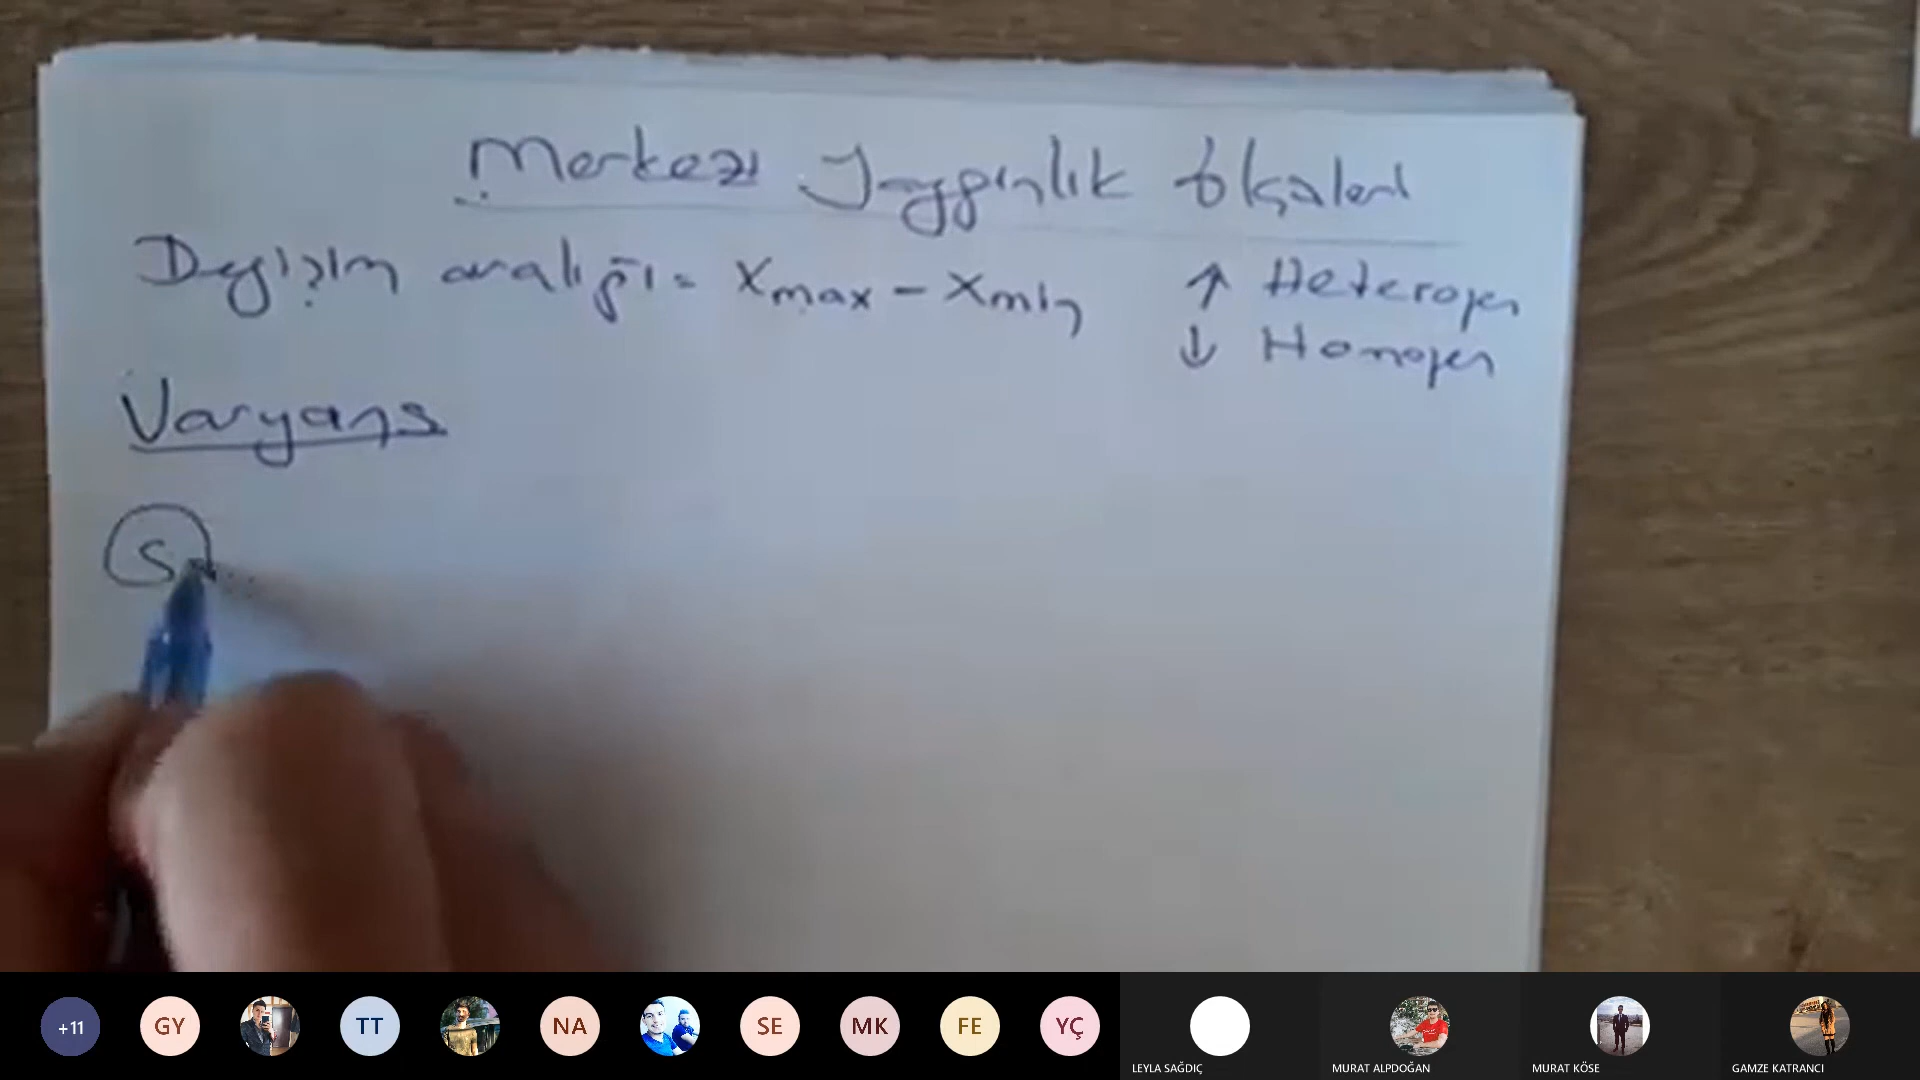 Merkezi Yaygınlık Ölçüleri
Değişim aralığı = Xmax - Xmin
↑ Heterojen
↓ Homojen
Varyans
S
+11 GY TT NA SE MK FE YÇ
LEYLA SAĞDIÇ MURAT ALPDOĞAN MURAT KÖSE GAMZE KATRANCI